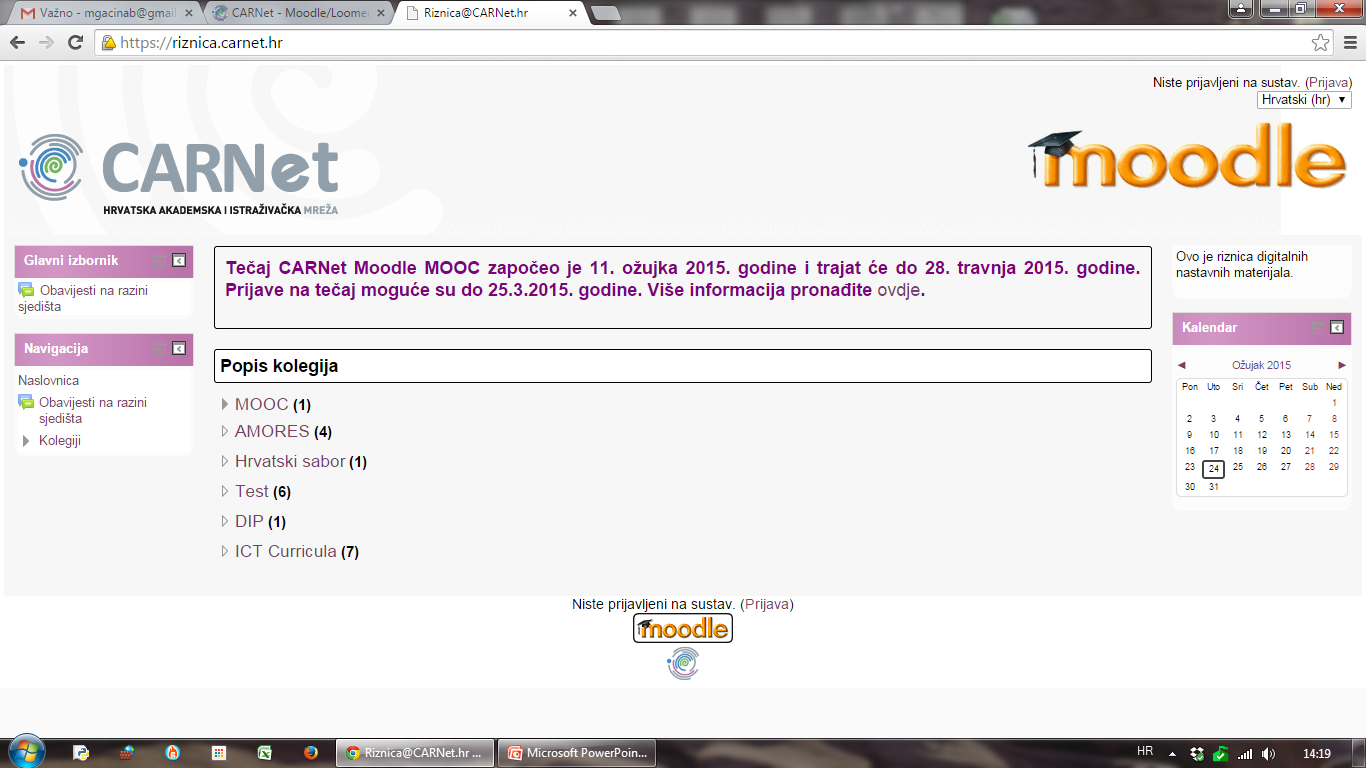 Važno - mgacinab@gmail
CARNet - Moodle/Loomen
Riznica@CARNet.hr
https://riznica.carnet.hr
Niste prijavljeni na sustav. (Prijava)
Hrvatski (hr)
CARNet
HRVATSKA AKADEMSKA I ISTRAŽIVAČKA MREŽA
moodle
Glavni izbornik
Obavijesti na razini
sjedišta
Navigacija
Naslovnica
Obavijesti na razini
sjedišta
Kolegiji
Tečaj CARNet Moodle MOOC započeo je 11. ožujka 2015. godine i trajat će do 28. travnja 2015. godine.
Prijave na tečaj moguće su do 25.3.2015. godine. Više informacija pronađite ovdje.
Popis kolegija
MOOC (1)
AMORES (4)
Hrvatski sabor (1)
Test (6)
DIP (1)
ICT Curricula (7)
Ovo je riznica digitalnih
nastavnih materijala.
Kalendar
◄ Ožujak 2015 ►
Pon Uto Sri Čet Pet Sub Ned
1
2 3 4 5 6 7 8
9 10 11 12 13 14 15
16 17 18 19 20 21 22
23 24 25 26 27 28 29
30 31
Niste prijavljeni na sustav. (Prijava)
moodle
Riznica@CARNet.hr ...
Microsoft PowerPoin...
HR
14:19